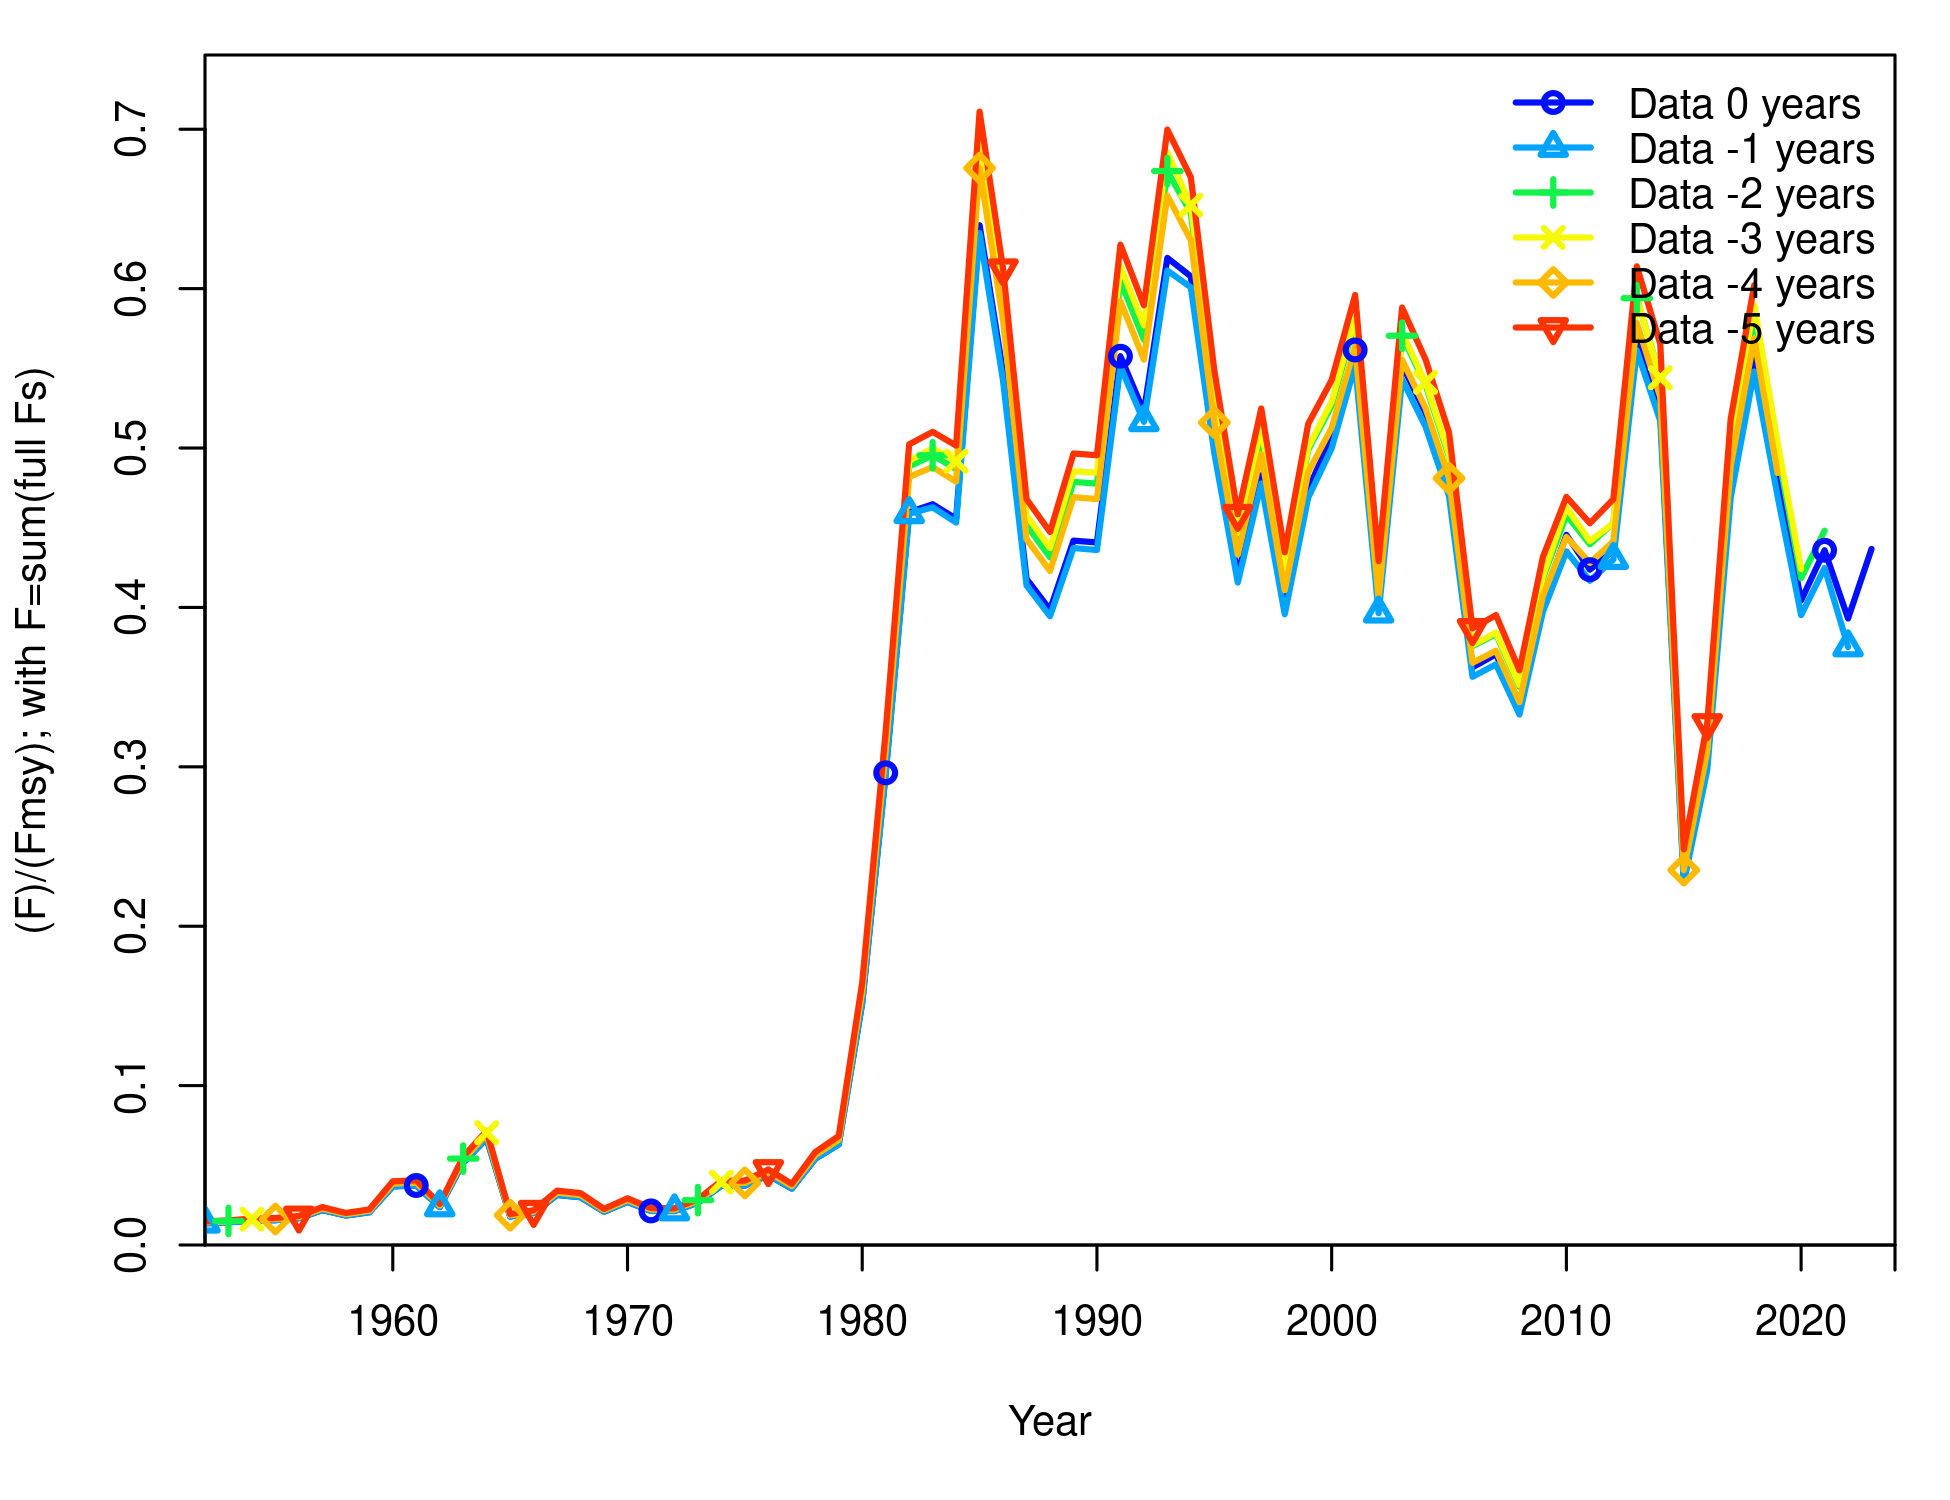 Data 0 years
Data -1 years
Data -2 years
Data -3 years
Data -4 years
Data -5 years
(F)/(Fmsy); with F=sum(full Fs)
0.7
0.6
0.5
0.4
0.3
0.2
0.1
0.0
1960 1970 1980 1990 2000 2010 2020
Year